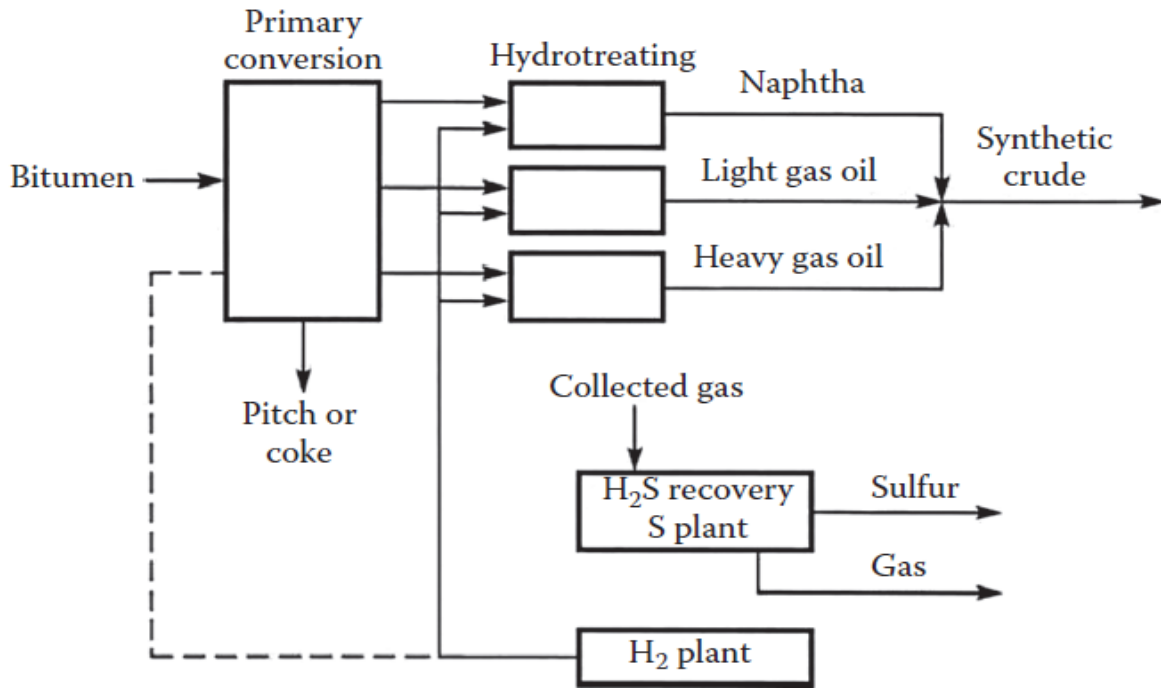 Primary
conversion
Hydrotreating
Naphtha
Synthetic
crude
Bitumen
Light gas oil
Heavy gas oil
Pitch or
coke
Collected gas
H₂S recovery
S plant
Sulfur
Gas
H₂ plant